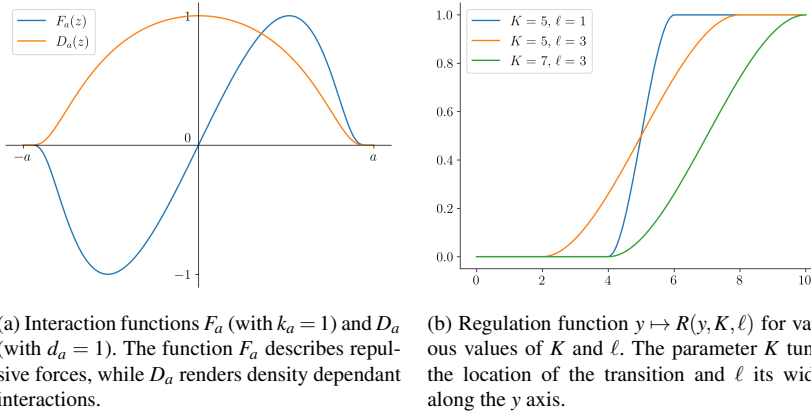 F_a(z)
D_a(z)
1
0
−a
a
−1
K = 5, ℓ = 1
K = 5, ℓ = 3
K = 7, ℓ = 3
1.0
0.8
0.6
0.4
0.2
0.0
0
2
4
6
8
10
(a) Interaction functions F_a (with k_a = 1) and D_a
(with d_a = 1). The function F_a describes repul-
sive forces, while D_a renders density dependant
interactions.
(b) Regulation function y ↦ R(y, K, ℓ) for va
ous values of K and ℓ. The parameter K tun
the location of the transition and ℓ its wid
along the y axis.